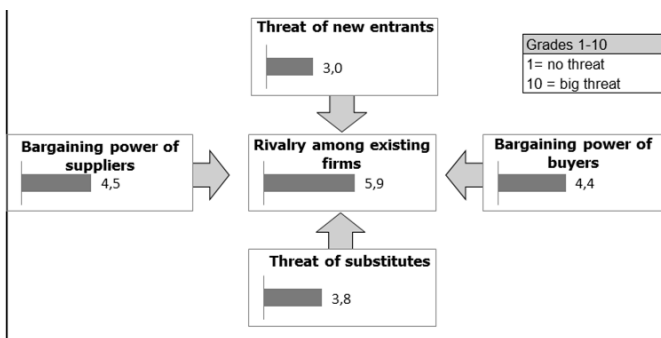 Threat of new entrants
3,0
Grades 1-10
1= no threat
10 = big threat
Bargaining power of
suppliers
4,5
Rivalry among existing
firms
5,9
Bargaining power of
buyers
4,4
Threat of substitutes
3,8